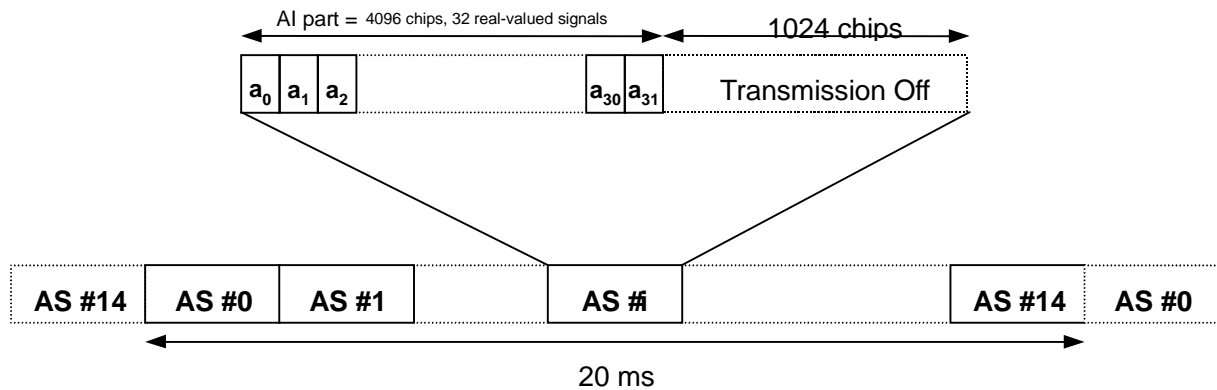 AI part = 4096 chips, 32 real-valued signals
1024 chips
a0 a1 a2 a30 a31 Transmission Off
AS #14 AS #0 AS #1 AS #i AS #14 AS #0
20 ms